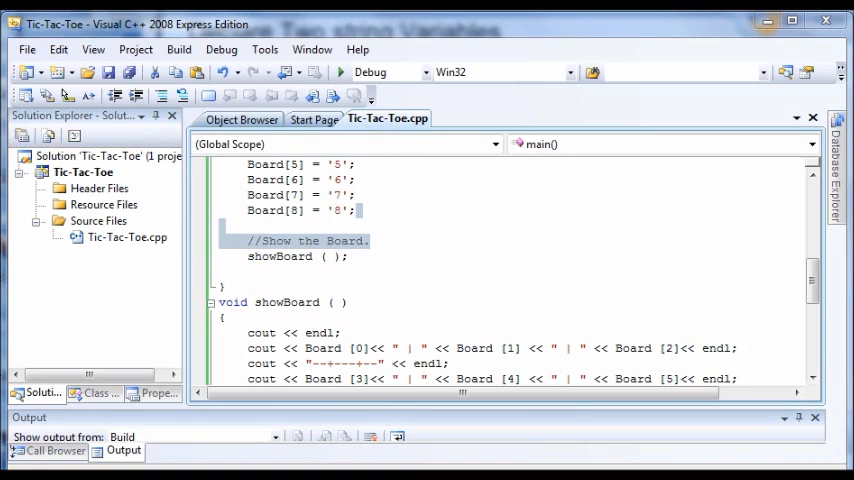 Tic-Tac-Toe - Visual C++ 2008 Express Edition
Declare Two string Variables
File Edit View Project Build Debug Tools Window Help
Debug Win32
Solution Explorer - Solut...
Object Browser Start Page Tic-Tac-Toe.cpp
(Global Scope) main()
Solution 'Tic-Tac-Toe' (1 proje
Tic-Tac-Toe
Header Files
Resource Files
Source Files
Tic-Tac-Toe.cpp
Board[5] = '5';
Board[6] = '6';
Board[7] = '7';
Board[8] = '8';
//Show the Board.
showBoard ( );
}
void showBoard ( )
{
cout << endl;
cout << Board [0]<< " | " << Board [1] << " | " << Board [2]<< endl;
cout << "--+---+--" << endl;
cout << Board [3]<< " | " << Board [4] << " | " << Board [5]<< endl;
Database Explorer
Soluti... Class ... Prope...
Output
Show output from: Build
Call Browser Output